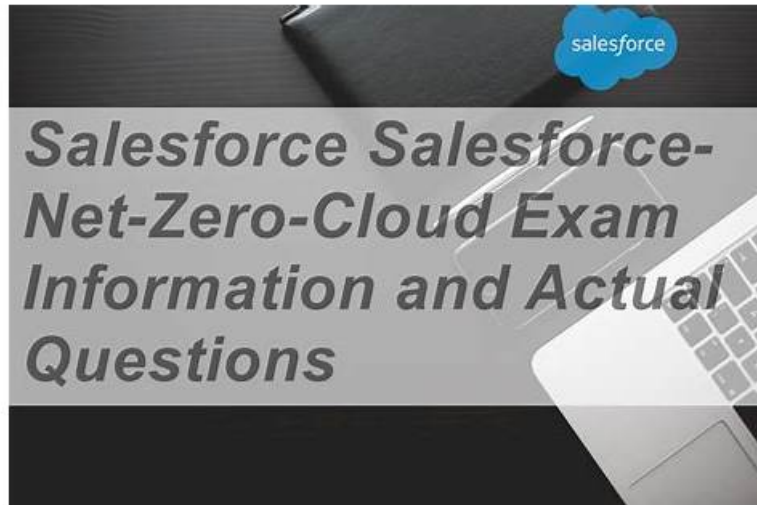 salesforce
Salesforce Salesforce-
Net-Zero-Cloud Exam
Information and Actual
Questions